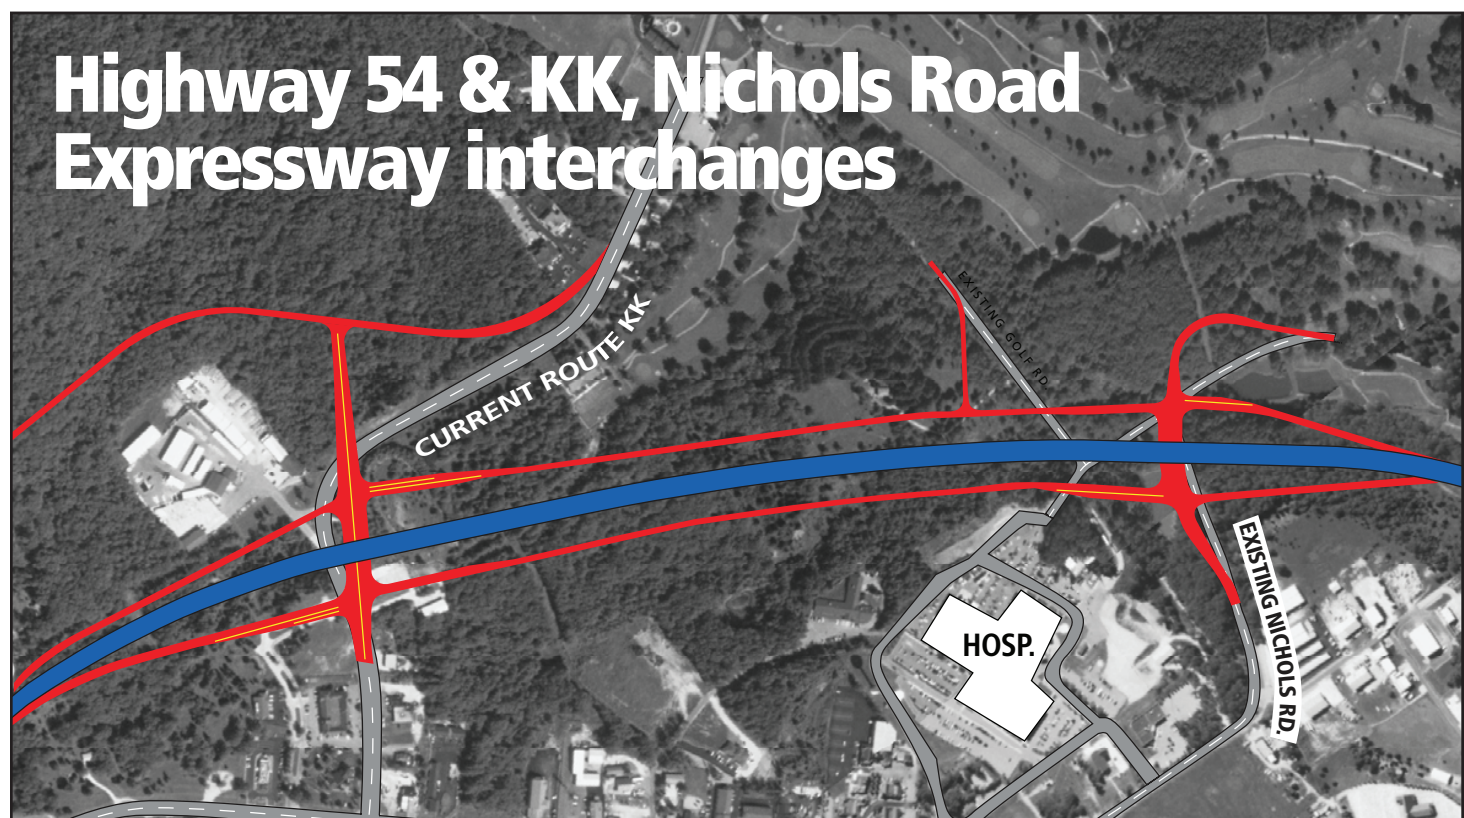 Highway 54 & KK, Nichols Road
Expressway interchanges
EXISTING GOLF RD.
CURRENT ROUTE KK
EXISTING NICHOLS RD.
HOSP.